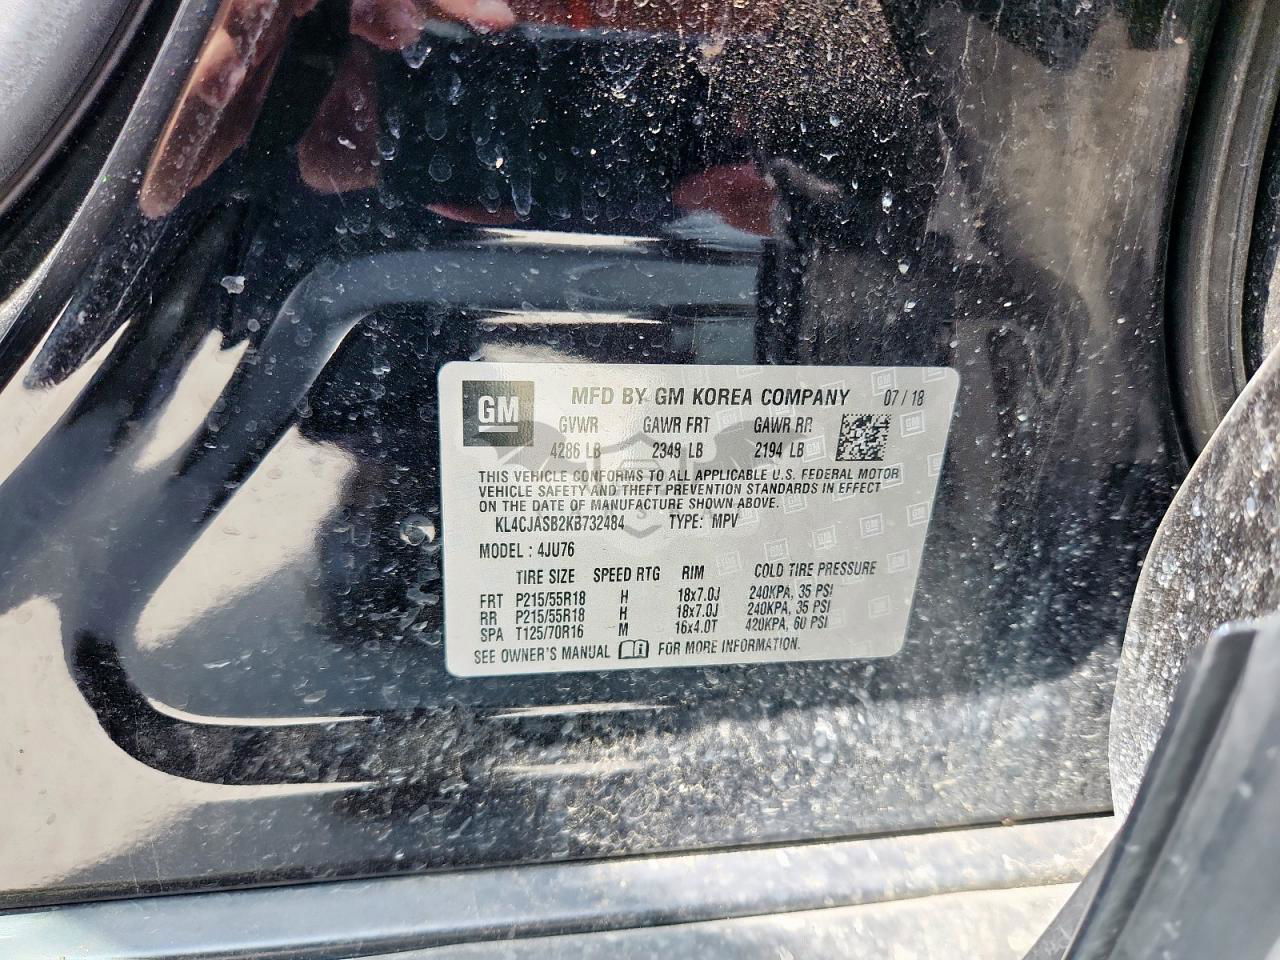 GM MFD BY GM KOREA COMPANY 07/18
GVWR GAWR FRT GAWR RR
4286 LB 2349 LB 2194 LB
THIS VEHICLE CONFORMS TO ALL APPLICABLE U.S. FEDERAL MOTOR
VEHICLE SAFETY AND THEFT PREVENTION STANDARDS IN EFFECT
ON THE DATE OF MANUFACTURE SHOWN ABOVE.
KL4CJASB2KB732484 TYPE: MPV
MODEL : 4JU76
TIRE SIZE SPEED RTG RIM COLD TIRE PRESSURE
FRT P215/55R18 H 18x7.0J 240KPA, 35 PSI
RR P215/55R18 H 18x7.0J 240KPA, 35 PSI
SPA T125/70R16 M 16x4.0T 420KPA, 60 PSI
SEE OWNER'S MANUAL FOR MORE INFORMATION.